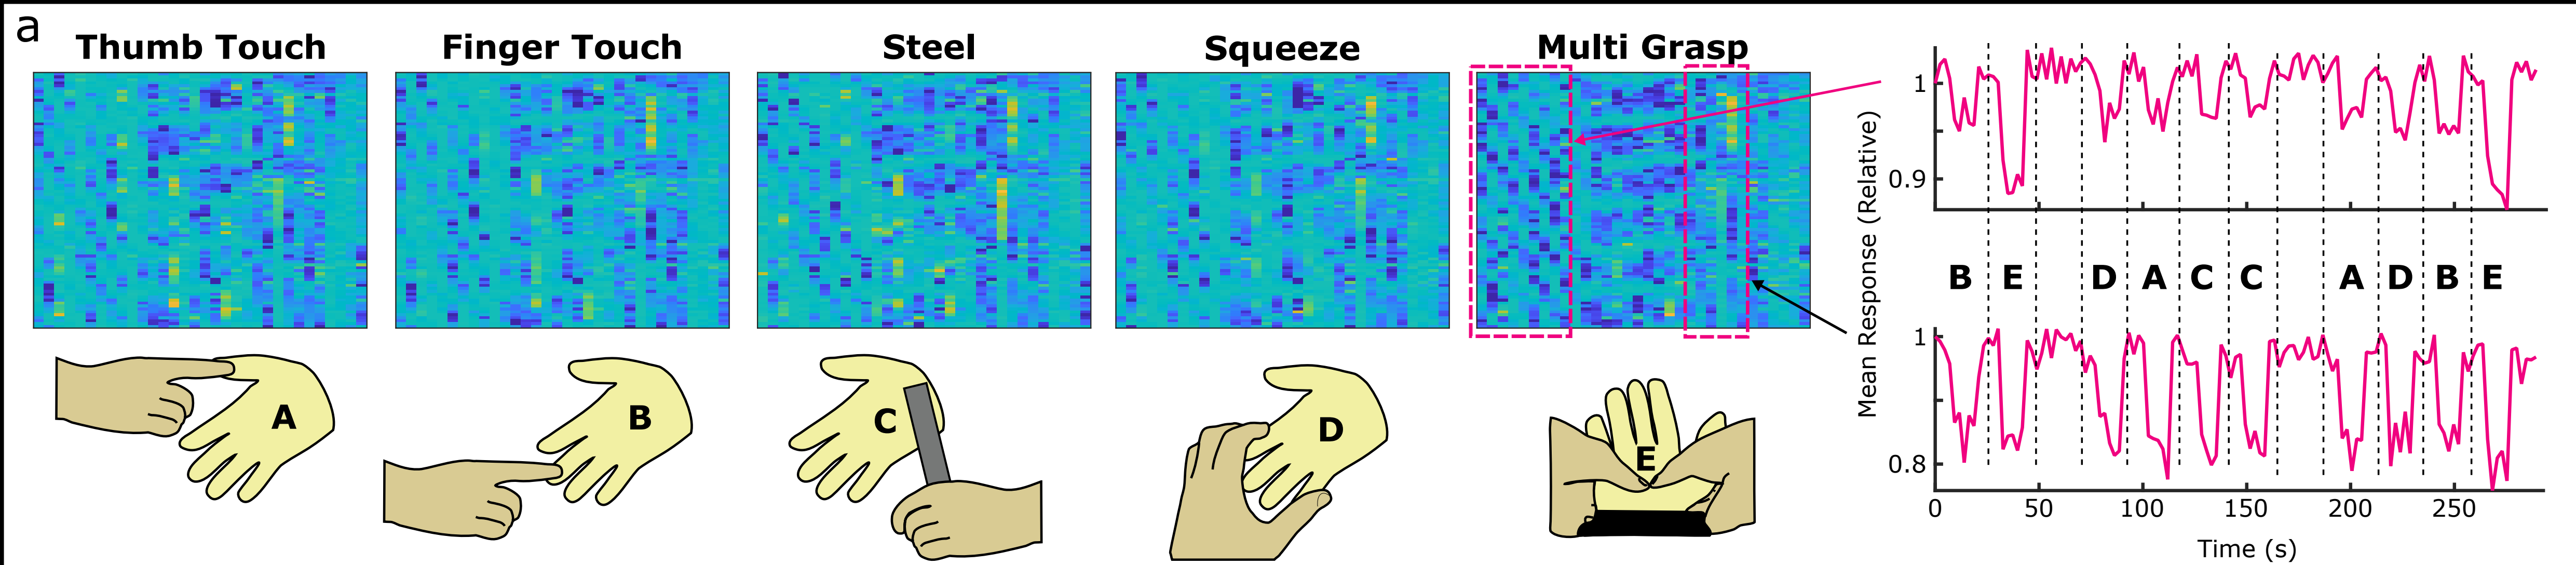 a
Thumb Touch
Finger Touch
Steel
Squeeze
Multi Grasp
A
B
C
D
E
Mean Response (Relative)
1
0.9
B E D A C C A D B E
1
0.8
0 50 100 150 200 250
Time (s)